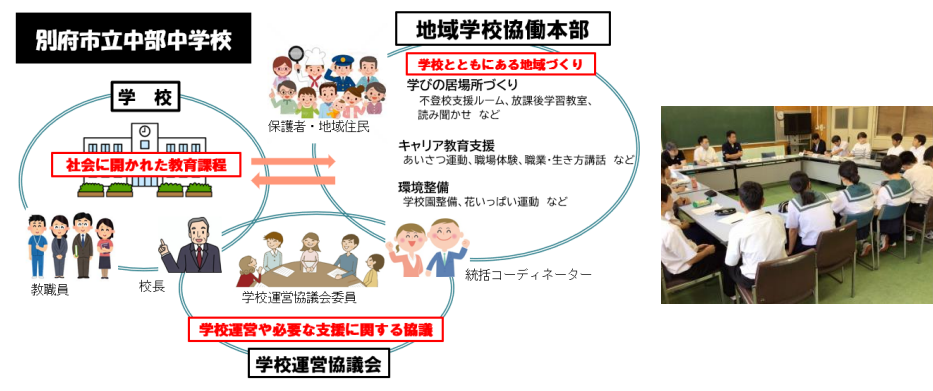 別府市立中部中学校
地域学校協働本部
学校とともにある地域づくり
学びの居場所づくり
不登校支援ルーム、放課後学習教室、
読み聞かせ など
キャリア教育支援
あいさつ運動、職場体験、職業・生き方講話 など
環境整備
学校園整備、花いっぱい運動 など
保護者・地域住民
学 校
社会に開かれた教育課程
教職員
校長
学校運営協議会委員
統括コーディネーター
学校運営や必要な支援に関する協議
学校運営協議会